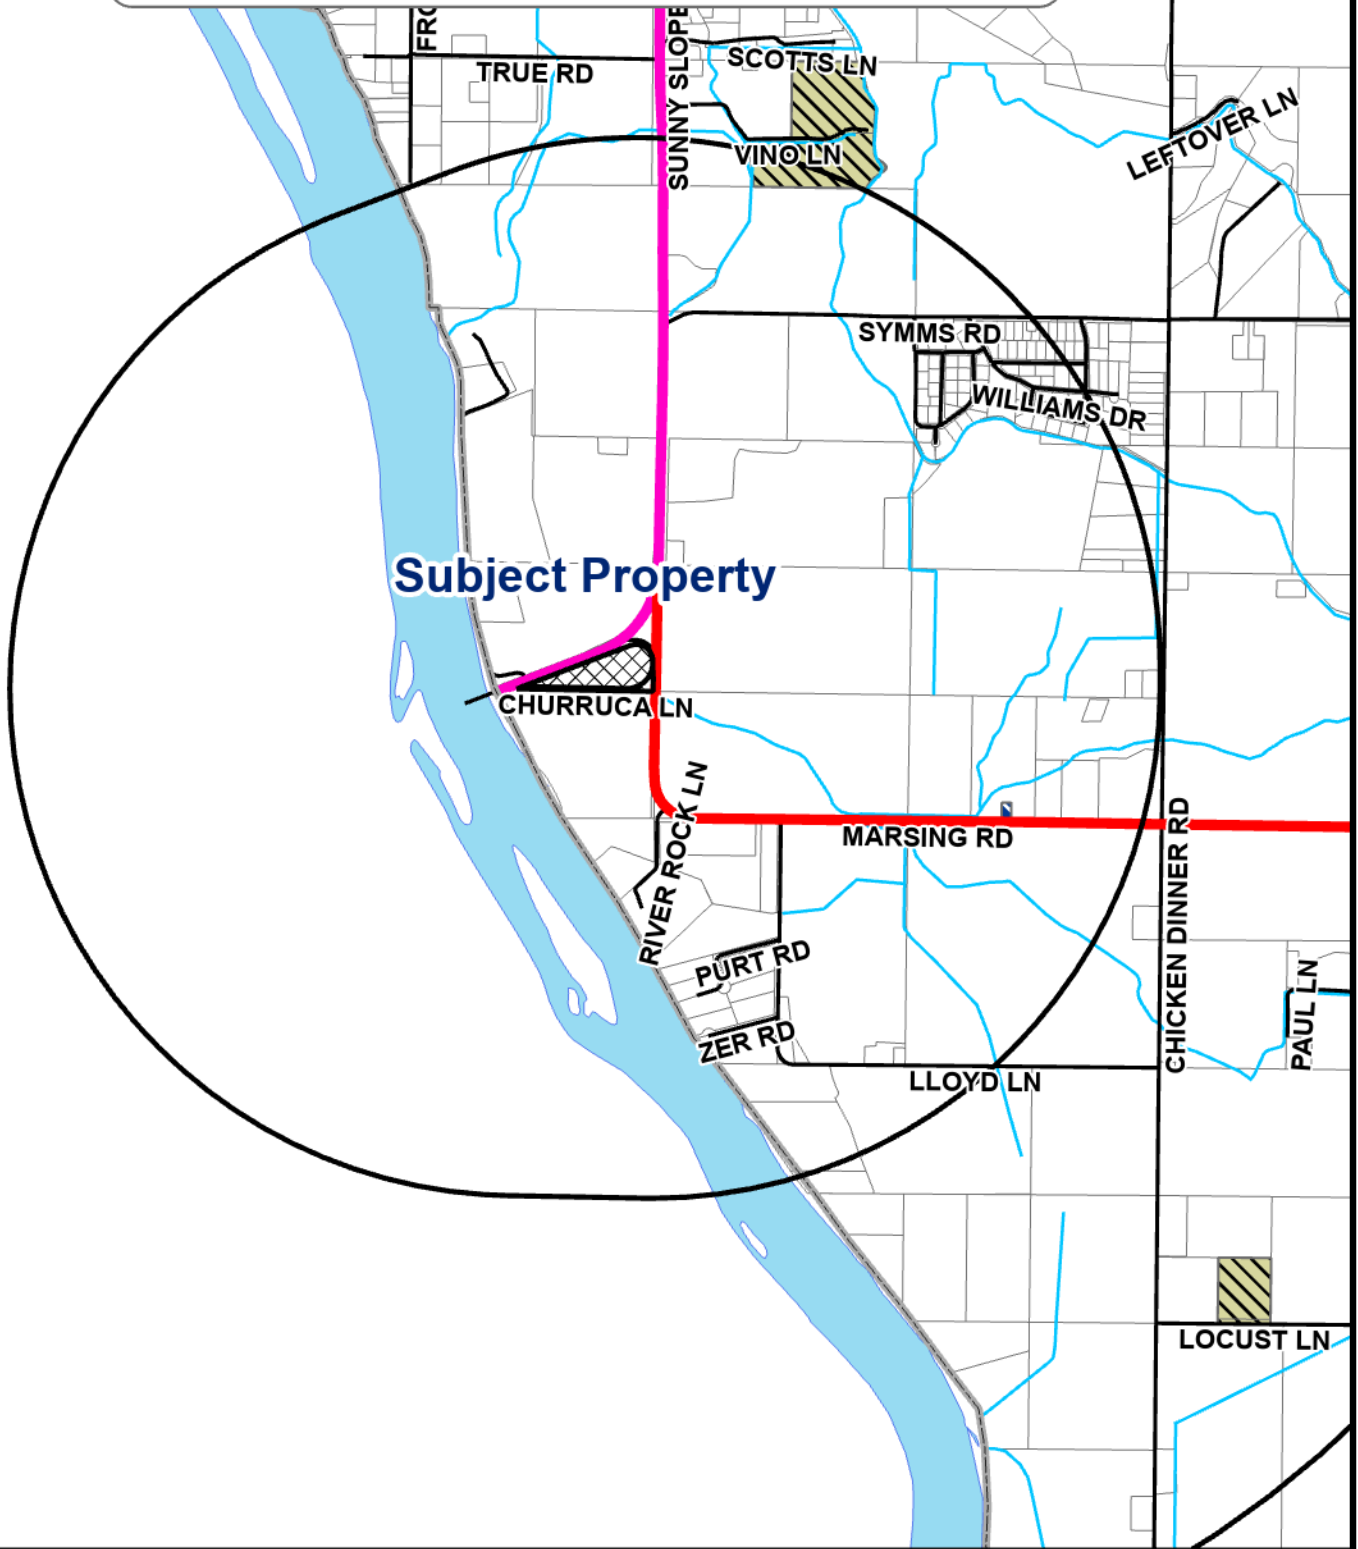 FRO
SUNNY SLOPE
SCOTTS LN
TRUE RD
LEFTOVER LN
VINO LN
SYMMS RD
WILLIAMS DR
Subject Property
CHURRUCA LN
RIVER ROCK LN
MARSING RD
CHICKEN DINNER RD
PURT RD
PAUL LN
ZER RD
LLOYD LN
LOCUST LN